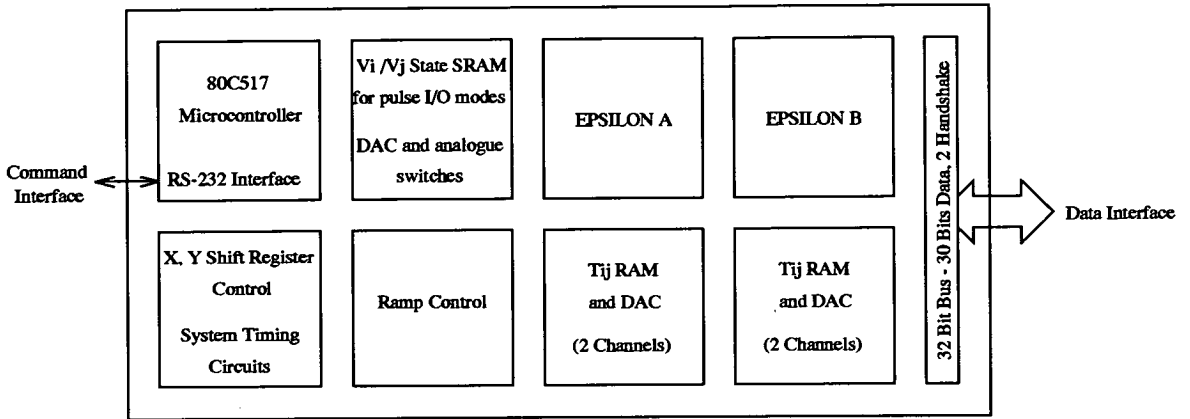 80C517
Microcontroller
RS-232 Interface
Vi /Vj State SRAM
for pulse I/O modes
DAC and analogue
switches
EPSILON A
EPSILON B
32 Bit Bus - 30 Bits Data, 2 Handshake
Command
Interface
Data Interface
X, Y Shift Register
Control
System Timing
Circuits
Ramp Control
Tij RAM
and DAC
(2 Channels)
Tij RAM
and DAC
(2 Channels)